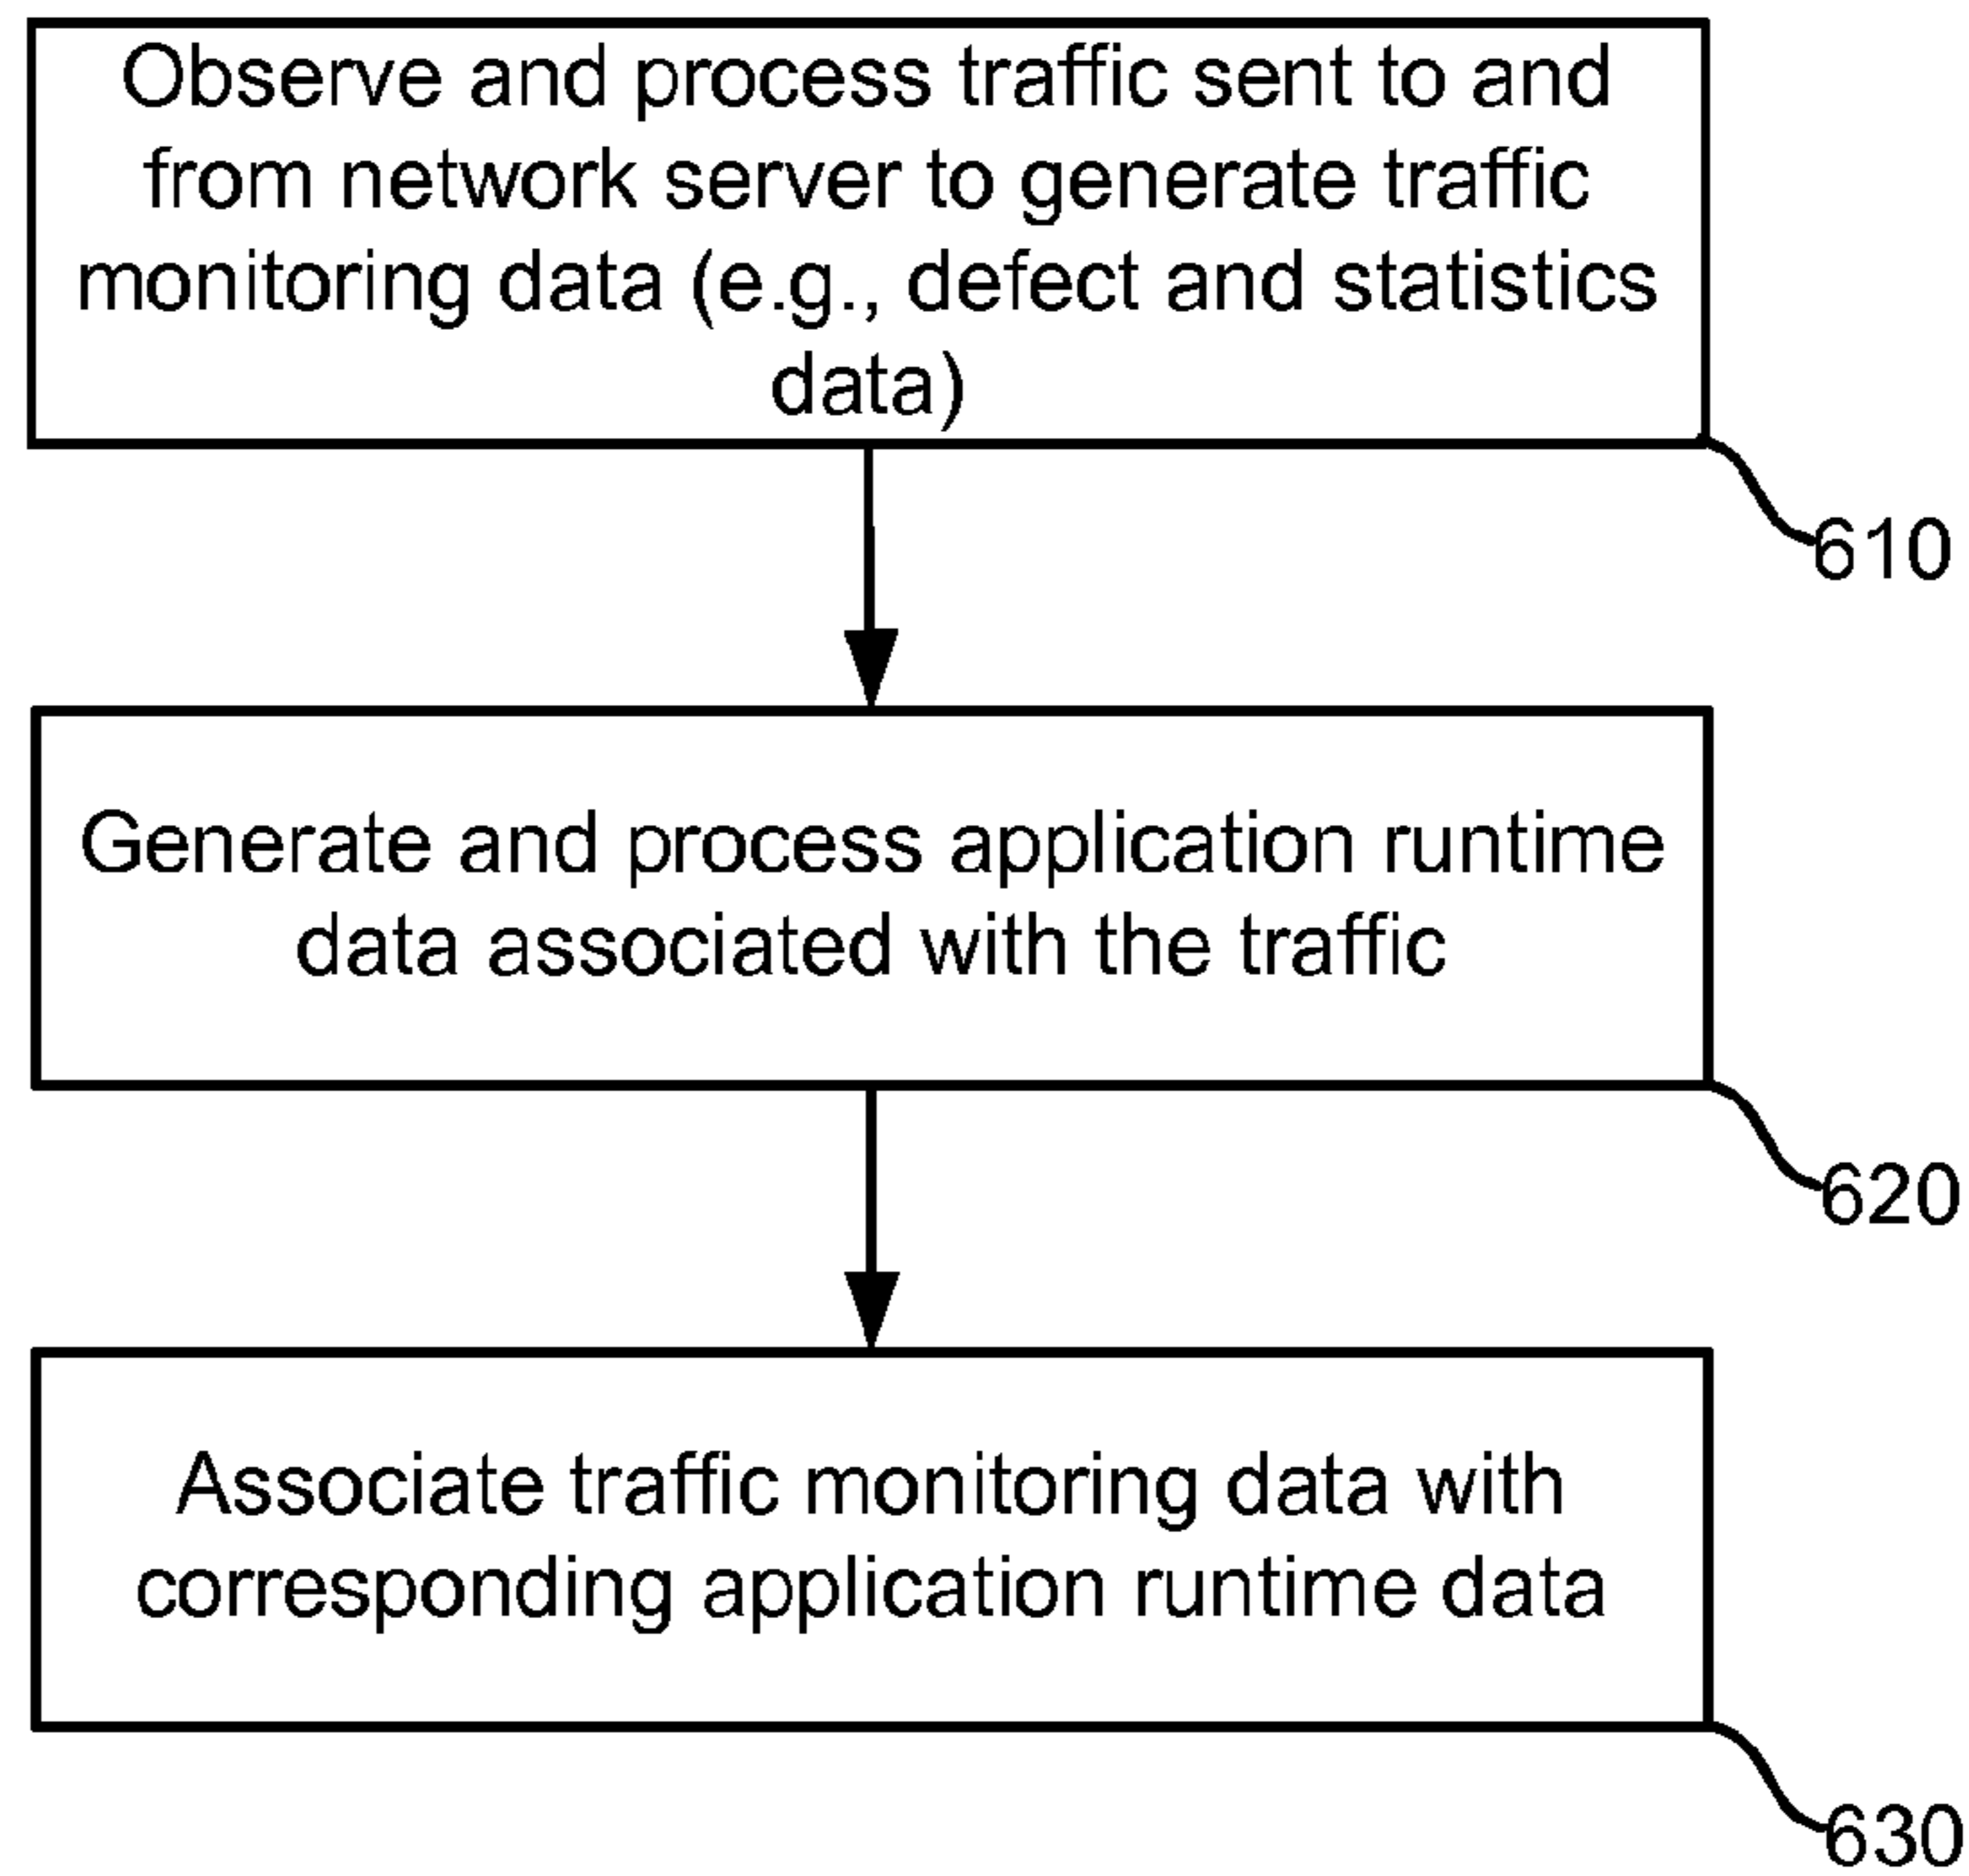 Observe and process traffic sent to and
from network server to generate traffic
monitoring data (e.g., defect and statistics
data)
610
Generate and process application runtime
data associated with the traffic
620
Associate traffic monitoring data with
corresponding application runtime data
630